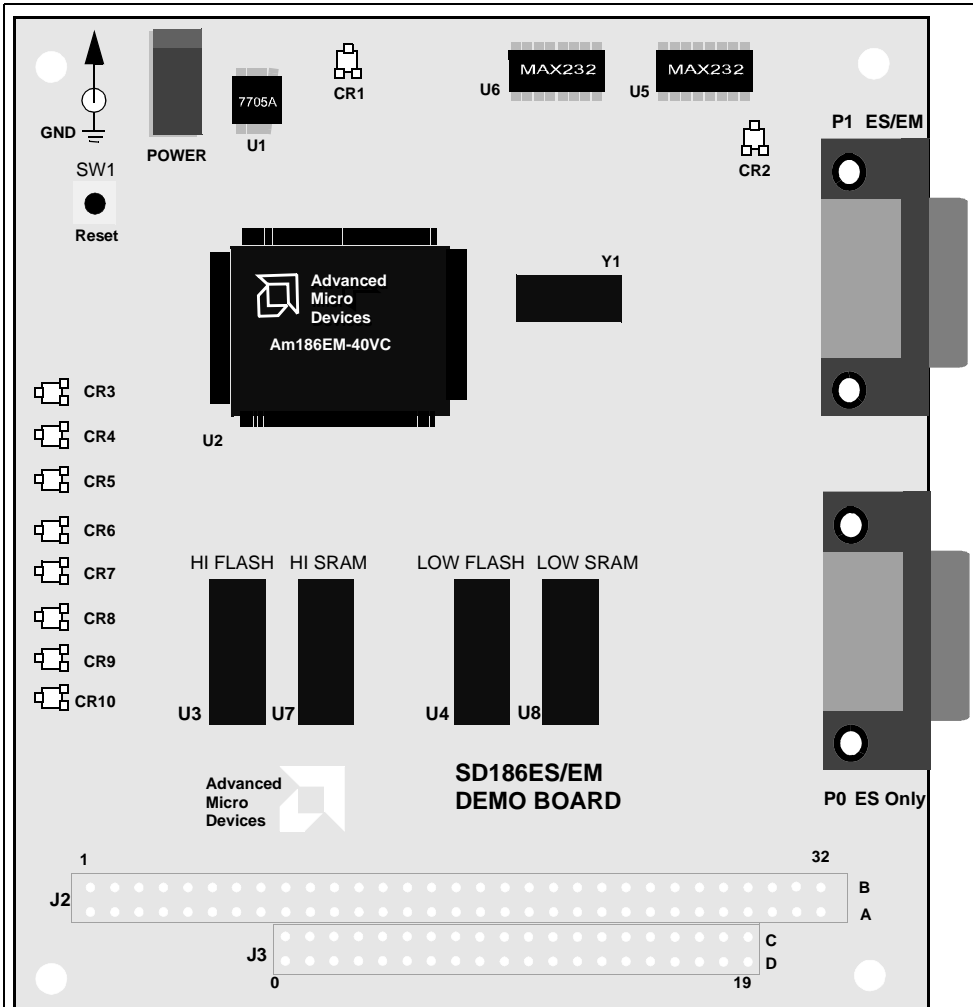 GND
POWER
7705A
U1
CR1
U6
MAX232
U5
MAX232
CR2
P1 ES/EM
SW1
Reset
Advanced
Micro
Devices
Am186EM-40VC
U2
Y1
CR3
CR4
CR5
CR6
CR7
CR8
CR9
CR10
HI FLASH
HI SRAM
LOW FLASH
LOW SRAM
U3
U7
U4
U8
Advanced
Micro
Devices
SD186ES/EM
DEMO BOARD
P0 ES Only
1
32
J2
B
A
J3
C
D
0
19